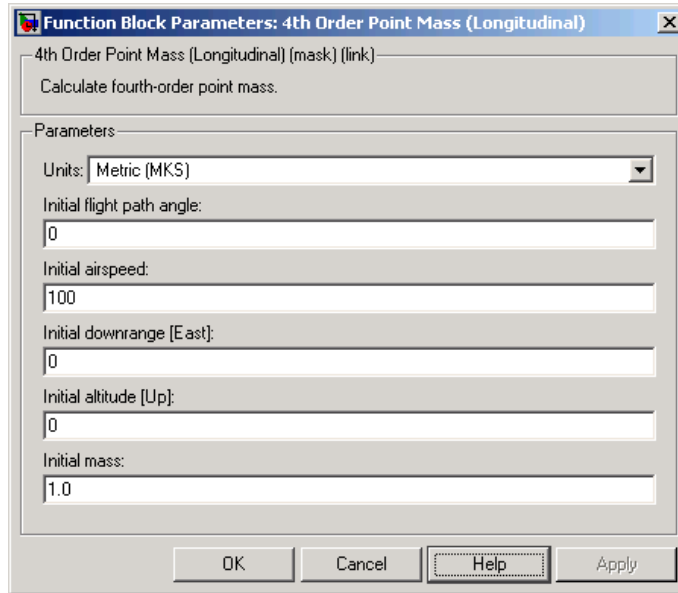 Function Block Parameters: 4th Order Point Mass (Longitudinal)
4th Order Point Mass (Longitudinal) (mask) (link)
Calculate fourth-order point mass.
Parameters
Units: Metric (MKS)
Initial flight path angle:
0
Initial airspeed:
100
Initial downrange [East]:
0
Initial altitude [Up]:
0
Initial mass:
1.0
OK Cancel Help Apply